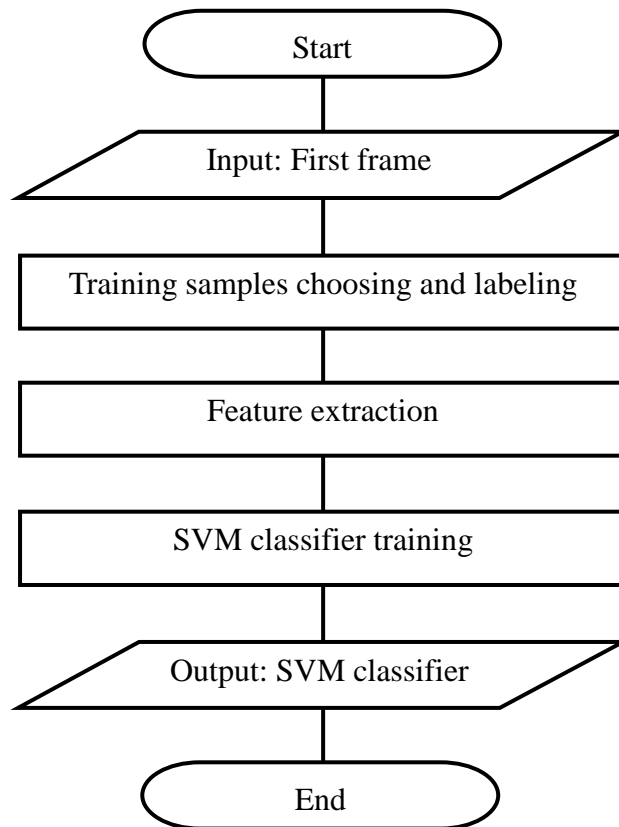 Start
Input: First frame
Training samples choosing and labeling
Feature extraction
SVM classifier training
Output: SVM classifier
End